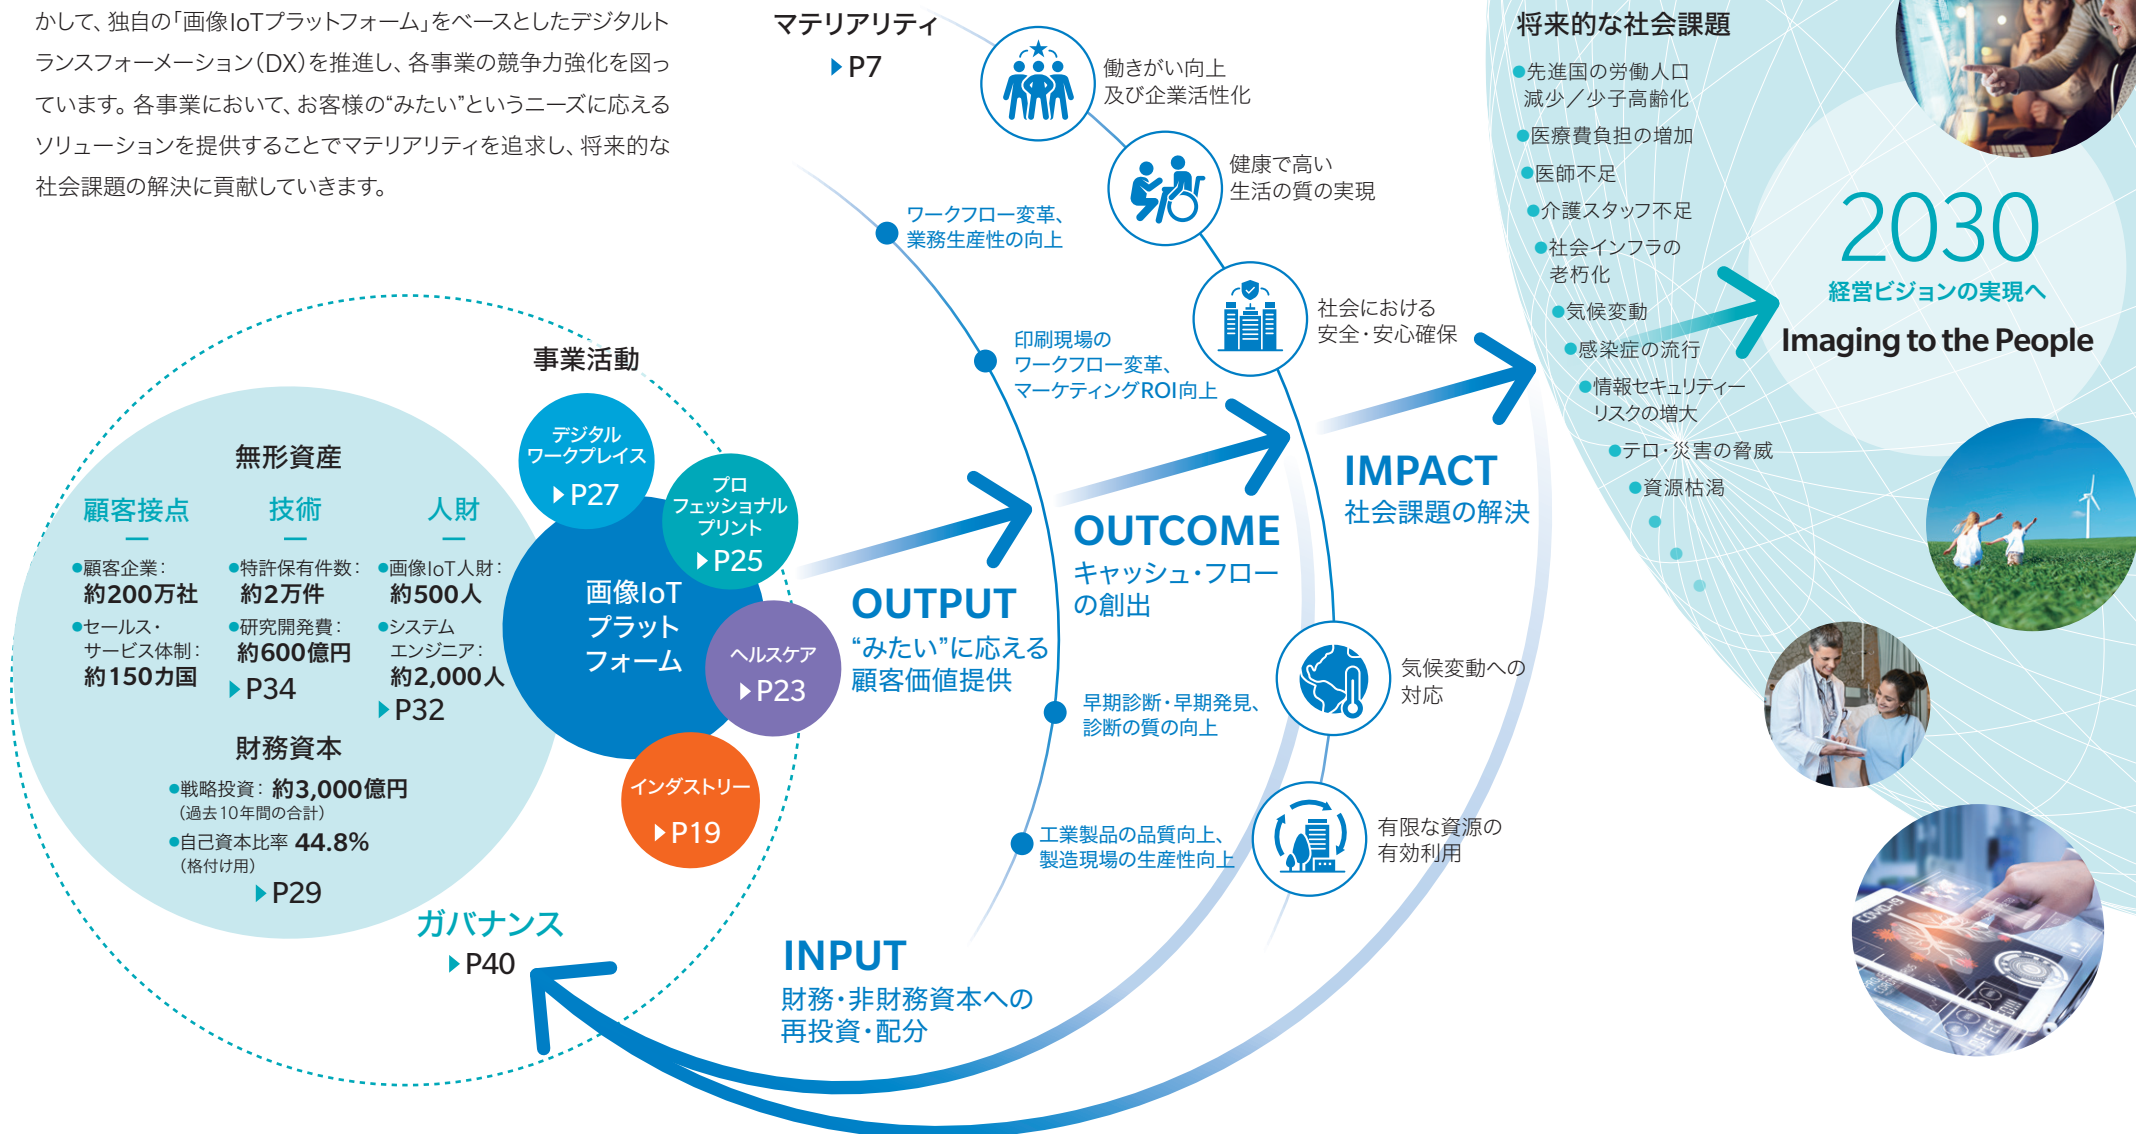 かして、独自の「画像IoTプラットフォーム」をベースとしたデジタルト
ランスフォーメーション（DX）を推進し、各事業の競争力強化を図っ
ています。各事業において、お客様の“みたい”というニーズに応える
ソリューションを提供することでマテリアリティを追求し、将来的な
社会課題の解決に貢献していきます。
無形資産
顧客接点
●顧客企業：
約200万社
●セールス・
サービス体制：
約150カ国
技術
●特許保有件数：
約2万件
●研究開発費：
約600億円
P34
人財
●画像IoT人財：
約500人
●システム
エンジニア：
約2,000人
P32
財務資本
●戦略投資：約3,000億円
（過去10年間の合計）
●自己資本比率 44.8%
（格付け用）
P29
ガバナンス
P40
事業活動
画像IoT
プラット
フォーム
デジタル
ワークプレイス
P27
プロ
フェッショナル
プリント
P25
ヘルスケア
P23
インダストリー
P19
OUTPUT
“みたい”に応える
顧客価値提供
ワークフロー変革、
業務生産性の向上
印刷現場の
ワークフロー変革、
マーケティングROI向上
早期診断・早期発見、
診断の質の向上
工業製品の品質向上、
製造現場の生産性向上
OUTCOME
キャッシュ・フロー
の創出
マテリアリティ
P7
働きがい向上
及び企業活性化
健康で高い
生活の質の実現
社会における
安全・安心確保
気候変動への
対応
有限な資源の
有効利用
IMPACT
社会課題の解決
INPUT
財務・非財務資本への
再投資・配分
将来的な社会課題
●先進国の労働人口
減少／少子高齢化
●医療費負担の増加
●医師不足
●介護スタッフ不足
●社会インフラの
老朽化
●気候変動
●感染症の流行
●情報セキュリティー
リスクの増大
●テロ・災害の脅威
●資源枯渇
2030
経営ビジョンの実現へ
Imaging to the People
COVID-19